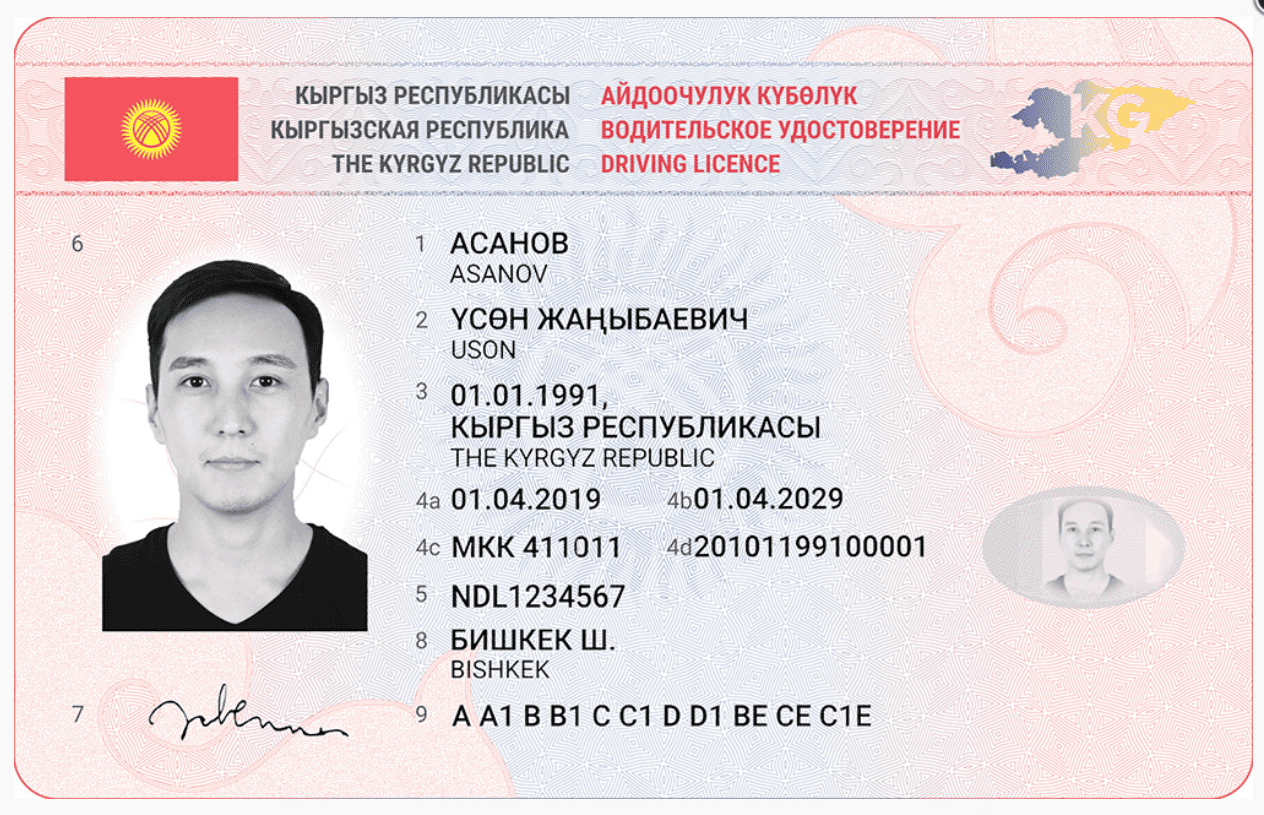 КЫРГЫЗ РЕСПУБЛИКАСЫ АЙДООЧУЛУК КҮБӨЛҮК
КЫРГЫЗСКАЯ РЕСПУБЛИКА ВОДИТЕЛЬСКОЕ УДОСТОВЕРЕНИЕ
THE KYRGYZ REPUBLIC DRIVING LICENCE
KG
6
1 АСАНОВ
ASANOV
2 ҮСӨН ЖАҢЫБАЕВИЧ
USON
3 01.01.1991,
КЫРГЫЗ РЕСПУБЛИКАСЫ
THE KYRGYZ REPUBLIC
4a 01.04.2019 4b 01.04.2029
4c МКК 411011 4d 20101199100001
5 NDL1234567
8 БИШКЕК Ш.
BISHKEK
7
9 A A1 B B1 C C1 D D1 BE CE C1E